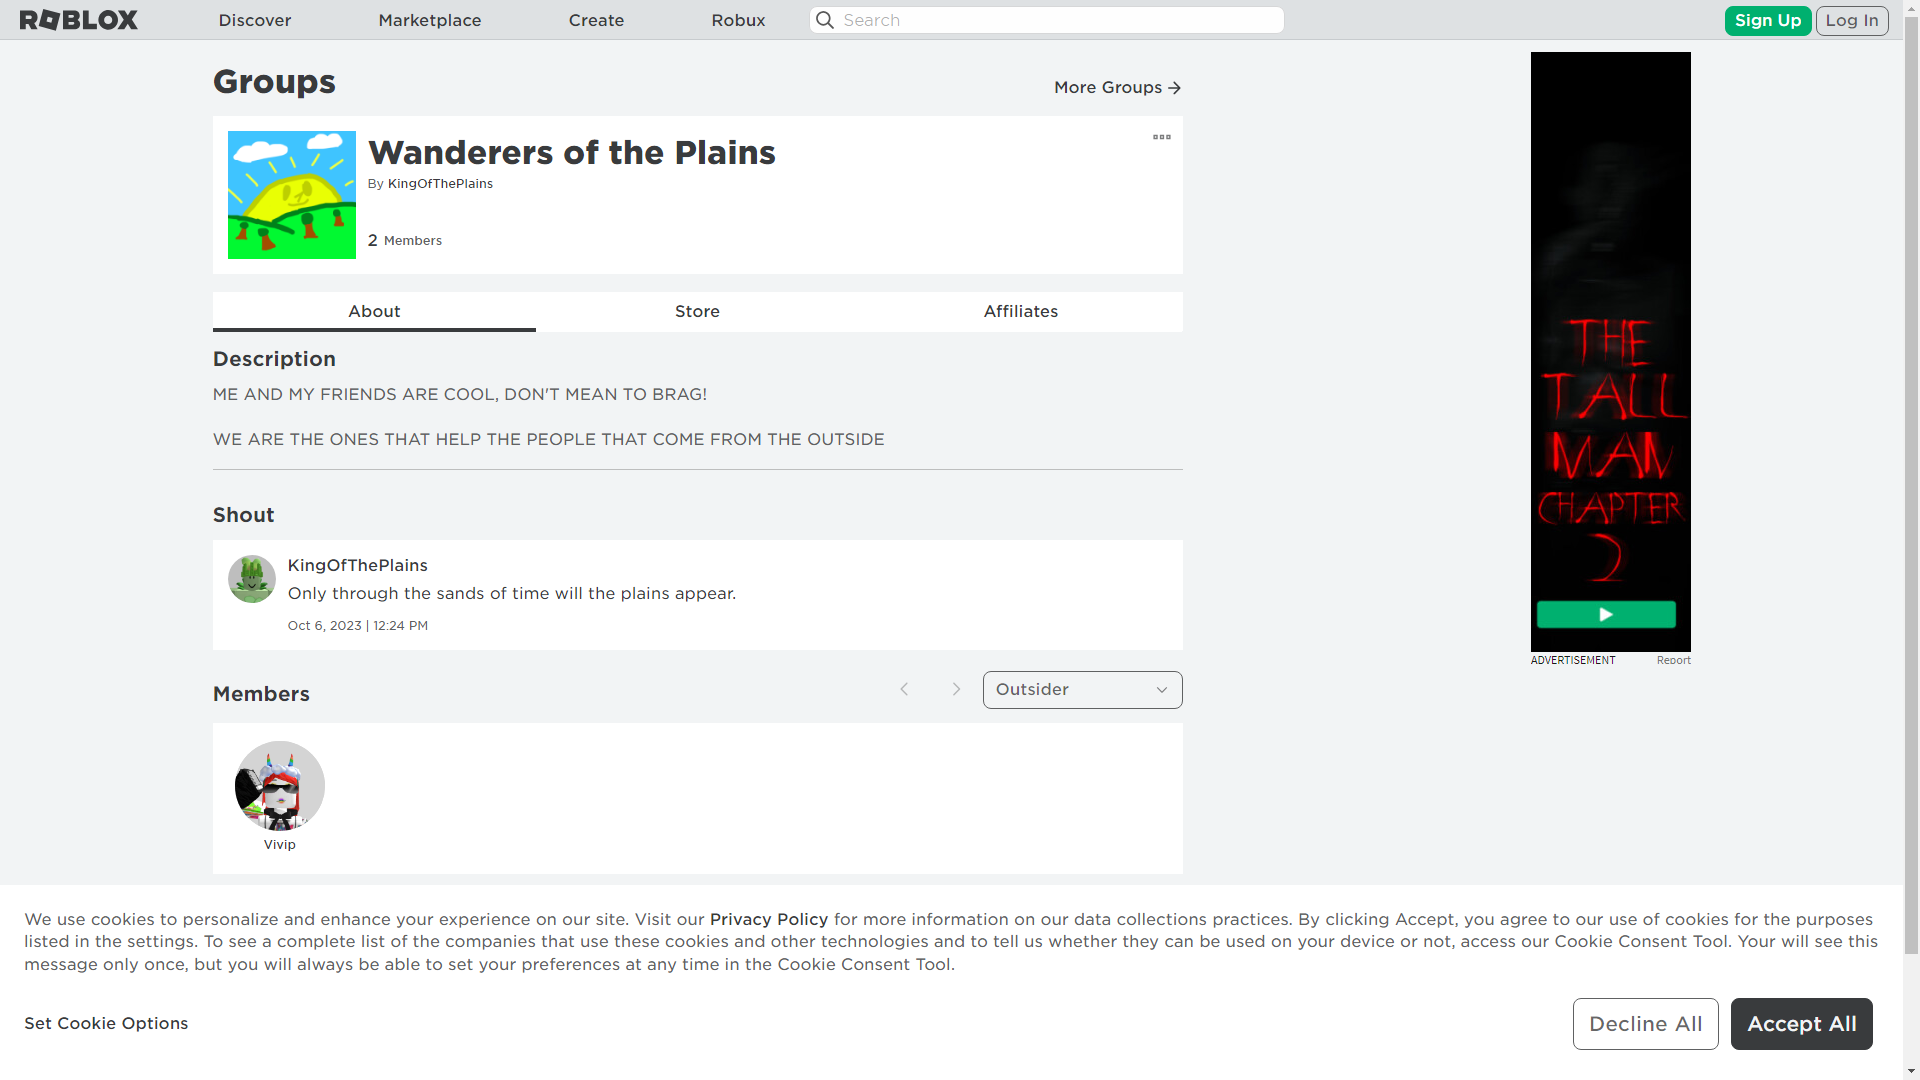 ROBLOX
Discover
Marketplace
Create
Robux
Search
Sign Up
Log In
Groups
More Groups
Wanderers of the Plains
By KingOfThePlains
2 Members
About
Store
Affiliates
Description
ME AND MY FRIENDS ARE COOL, DON'T MEAN TO BRAG!
WE ARE THE ONES THAT HELP THE PEOPLE THAT COME FROM THE OUTSIDE
Shout
KingOfThePlains
Only through the sands of time will the plains appear.
Oct 6, 2023 | 12:24 PM
Members
Outsider
Vivip
THE
TALL
MAN
CHAPTER
2
ADVERTISEMENT
Report
We use cookies to personalize and enhance your experience on our site. Visit our Privacy Policy for more information on our data collections practices. By clicking Accept, you agree to our use of cookies for the purposes
listed in the settings. To see a complete list of the companies that use these cookies and other technologies and to tell us whether they can be used on your device or not, access our Cookie Consent Tool. Your will see this
message only once, but you will always be able to set your preferences at any time in the Cookie Consent Tool.
Set Cookie Options
Decline All
Accept All